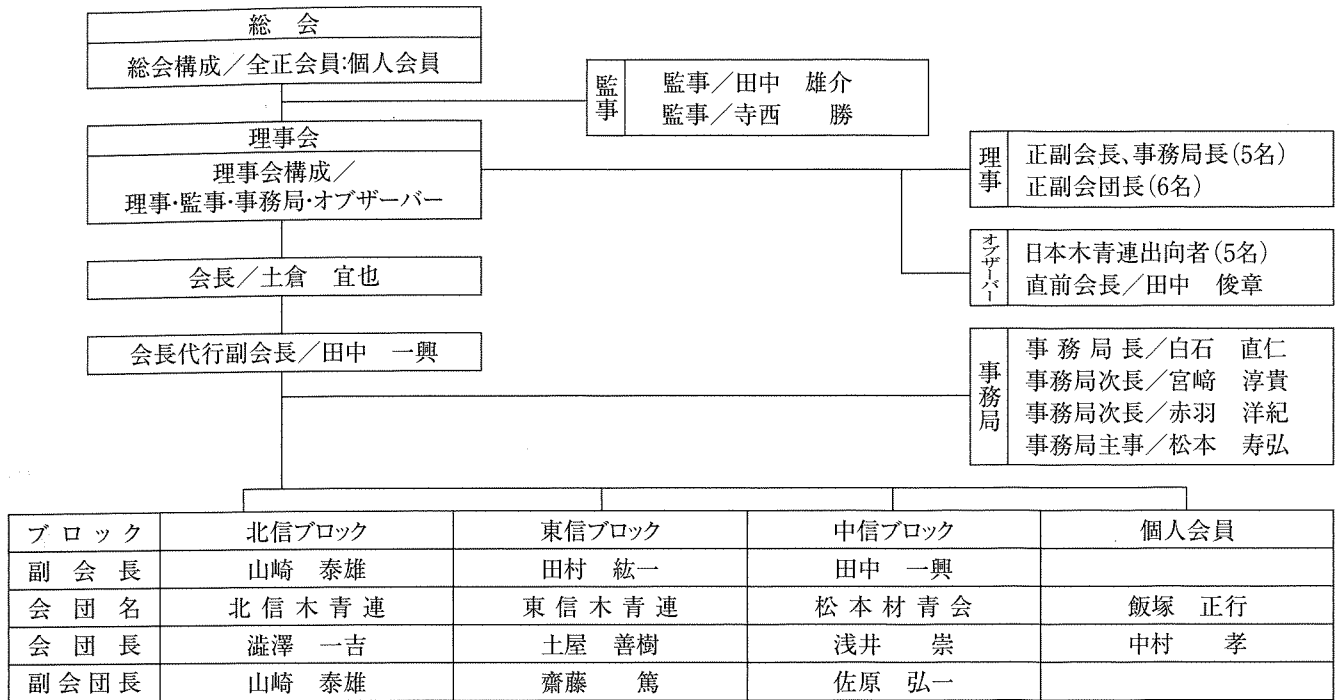 総　会
総会構成／全正会員:個人会員
監事
監事／田中　雄介
監事／寺西　　勝
理事会
理事会構成／
理事・監事・事務局・オブザーバー
理事
正副会長、事務局長(5名)
正副会団長(6名)
オブザーバー
日本木青連出向者(5名)
直前会長／田中　俊章
会長／土倉　宜也
会長代行副会長／田中　一興
事務局
事 務 局 長／白石　直仁
事務局次長／宮﨑　淳貴
事務局次長／赤羽　洋紀
事務局主事／松本　寿弘
ブ ロ ッ ク　北信ブロック　東信ブロック　中信ブロック　個人会員
副 会 長　山崎　泰雄　田村　紘一　田中　一興
会 団 名　北 信 木 青 連　東 信 木 青 連　松 本 材 青 会　飯塚　正行
会 団 長　澁澤　一吉　土屋　善樹　浅井　　崇　中村　　孝
副 会 団 長　山崎　泰雄　齋藤　　篤　佐原　弘一